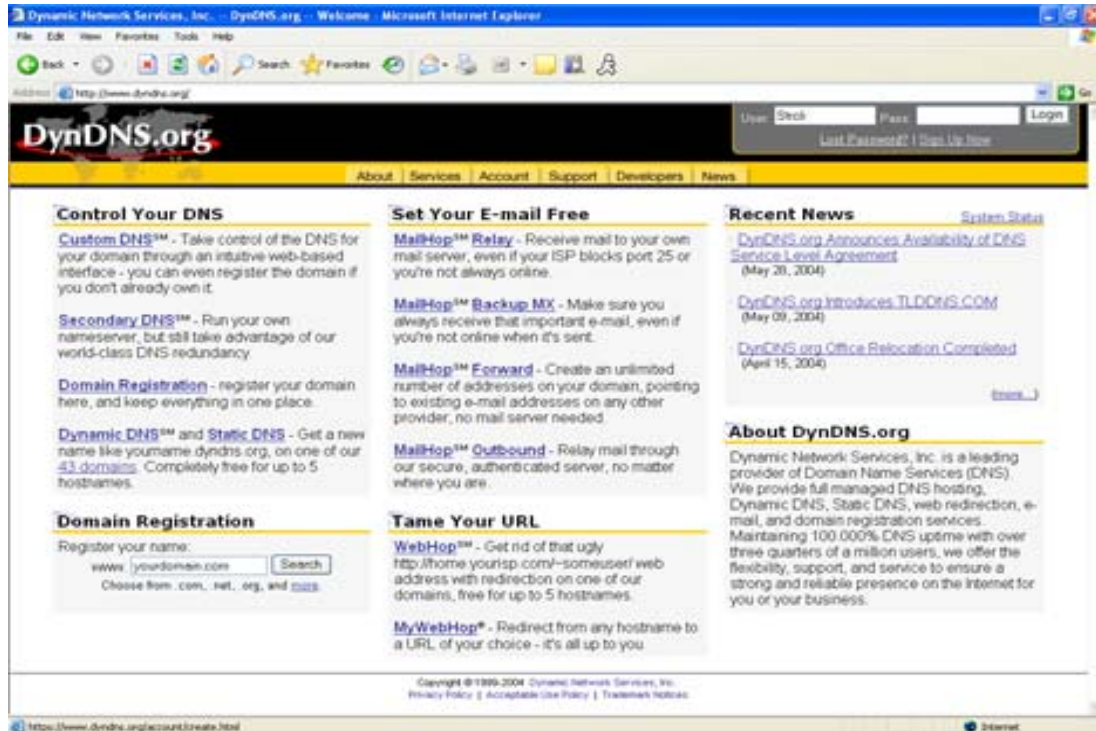 Dynamic Network Services, Inc. -- DynDNS.org -- Welcome - Microsoft Internet Explorer
File Edit View Favorites Tools Help
Back Search Favorites
Address http://www.dyndns.org/ Go
DynDNS.org
User: Steck Pass: Login
Lost Password? | Sign Up Now
About Services Account Support Developers News
Control Your DNS
Custom DNS℠ - Take control of the DNS for
your domain through an intuitive web-based
interface - you can even register the domain if
you don't already own it.
Secondary DNS℠ - Run your own
nameserver, but still take advantage of our
world-class DNS redundancy.
Domain Registration - register your domain
here, and keep everything in one place.
Dynamic DNS℠ and Static DNS - Get a new
name like yourname.dyndns.org, on one of our
43 domains. Completely free for up to 5
hostnames.
Domain Registration
Register your name:
www. yourdomain.com Search
Choose from .com, .net, .org, and more.
Set Your E-mail Free
MailHop℠ Relay - Receive mail to your own
mail server, even if your ISP blocks port 25 or
you're not always online.
MailHop℠ Backup MX - Make sure you
always receive that important e-mail, even if
you're not online when it's sent.
MailHop℠ Forward - Create an unlimited
number of addresses on your domain, pointing
to existing e-mail addresses on any other
provider, no mail server needed.
MailHop℠ Outbound - Relay mail through
our secure, authenticated server, no matter
where you are.
Tame Your URL
WebHop℠ - Get rid of that ugly
http://home.yourisp.com/~someuser/ web
address with redirection on one of our
domains, free for up to 5 hostnames.
MyWebHop® - Redirect from any hostname to
a URL of your choice - it's all up to you.
Recent News System Status
DynDNS.org Announces Availability of DNS
Service Level Agreement
(May 28, 2004)
DynDNS.org Introduces TLDDNS.COM
(May 09, 2004)
DynDNS.org Office Relocation Completed
(April 15, 2004)
(more...)
About DynDNS.org
Dynamic Network Services, Inc. is a leading
provider of Domain Name Services (DNS).
We provide full managed DNS hosting,
Dynamic DNS, Static DNS, web redirection, e-
mail, and domain registration services.
Maintaining 100.000% DNS uptime with over
three quarters of a million users, we offer the
flexibility, support, and service to ensure a
strong and reliable presence on the Internet for
you or your business.
Copyright © 1999-2004 Dynamic Network Services, Inc.
Privacy Policy | Acceptable Use Policy | Trademark Notices
https://www.dyndns.org/account/create.html Internet